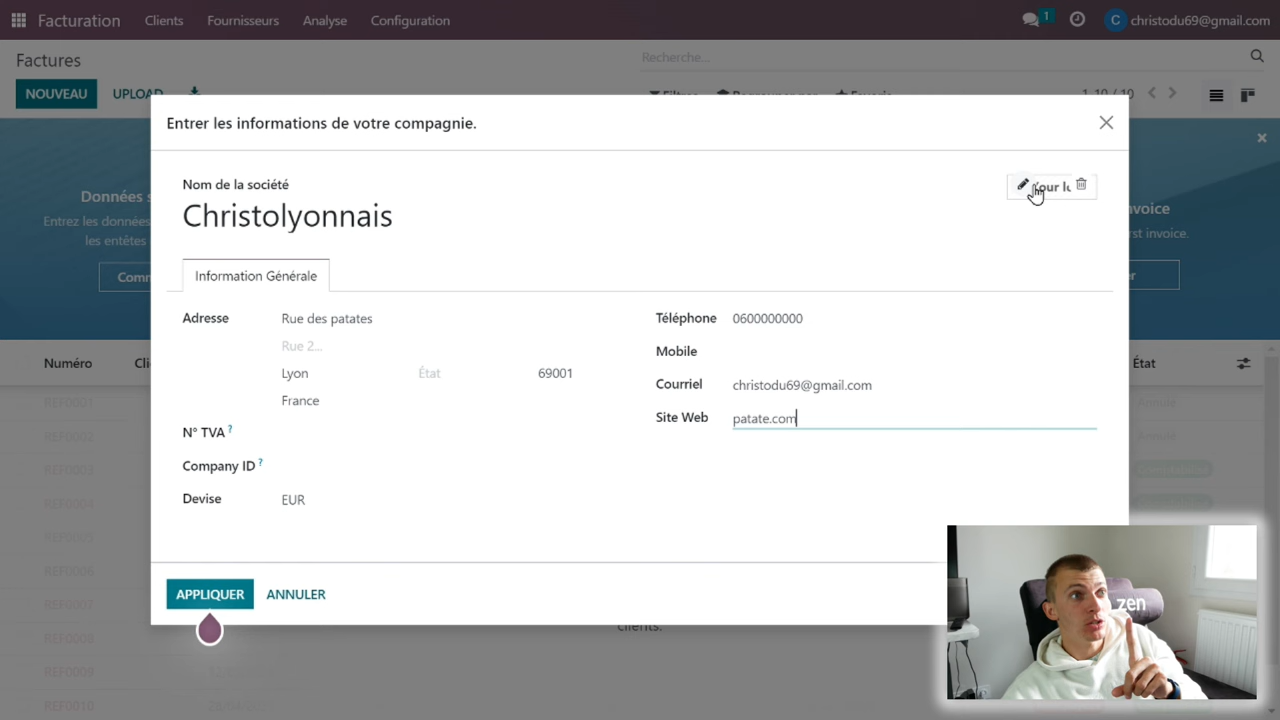 Facturation Clients Fournisseurs Analyse Configuration 1 C christodu69@gmail.com
Factures Recherche...
NOUVEAU UPLOAD
1-10 / 10
Entrer les informations de votre compagnie.
Données
Entrez les données
les entêtes
Nom de la société
Christolyonnais
Information Générale
Adresse Rue des patates
Rue 2...
Lyon État 69001
France
N° TVA ?
Company ID ?
Devise EUR
Téléphone 0600000000
Mobile
Courriel christodu69@gmail.com
Site Web patate.com
Numéro
État
APPLIQUER ANNULER
clients.
REF0001
REF0002
REF0003
REF0004
REF0005
REF0006
REF0007
REF0008
REF0009
REF0010
zen